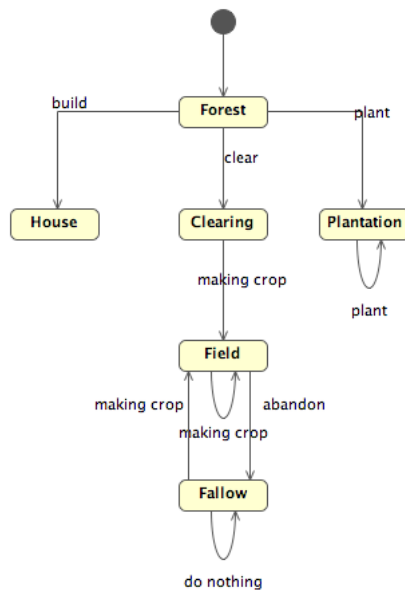 build
Forest
plant
clear
House
Clearing
Plantation
making crop
plant
Field
making crop
abandon
making crop
Fallow
do nothing